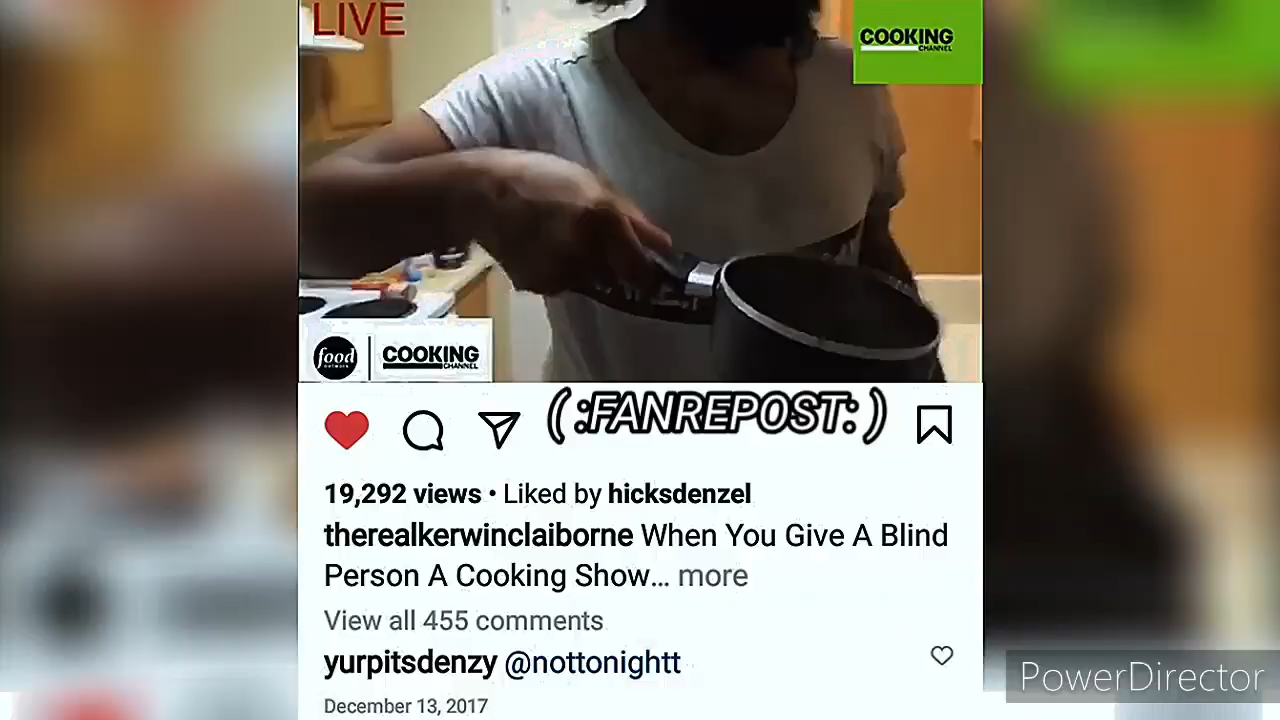 LIVE
COOKING
CHANNEL
food
network
COOKING
CHANNEL
(:FANREPOST:)
19,292 views • Liked by hicksdenzel
therealkerwinclaiborne When You Give A Blind
Person A Cooking Show... more
View all 455 comments
yurpitsdenzy @nottonightt
December 13, 2017
PowerDirector